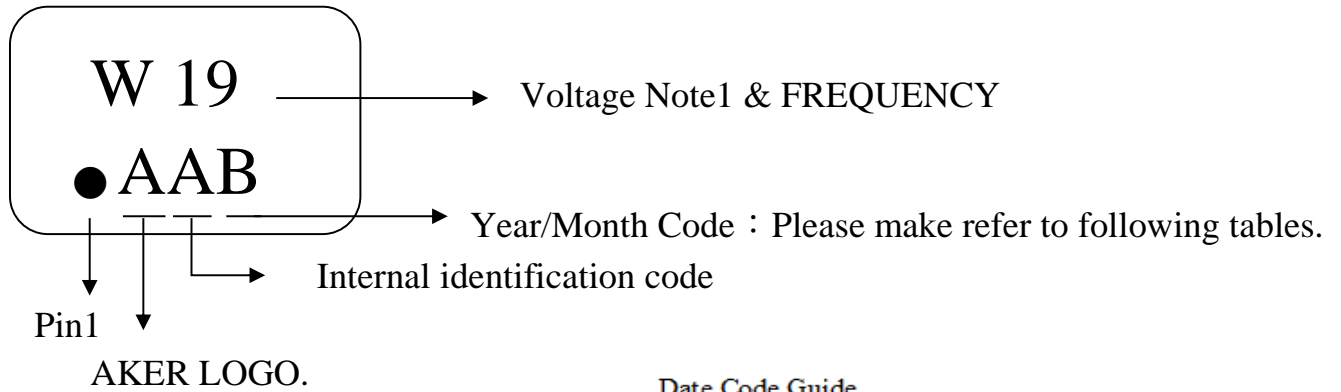 W 19
Voltage Note1 & FREQUENCY
●AAB
Year/Month Code：Please make refer to following tables.
Internal identification code
Pin1
AKER LOGO.
Date Code Guide